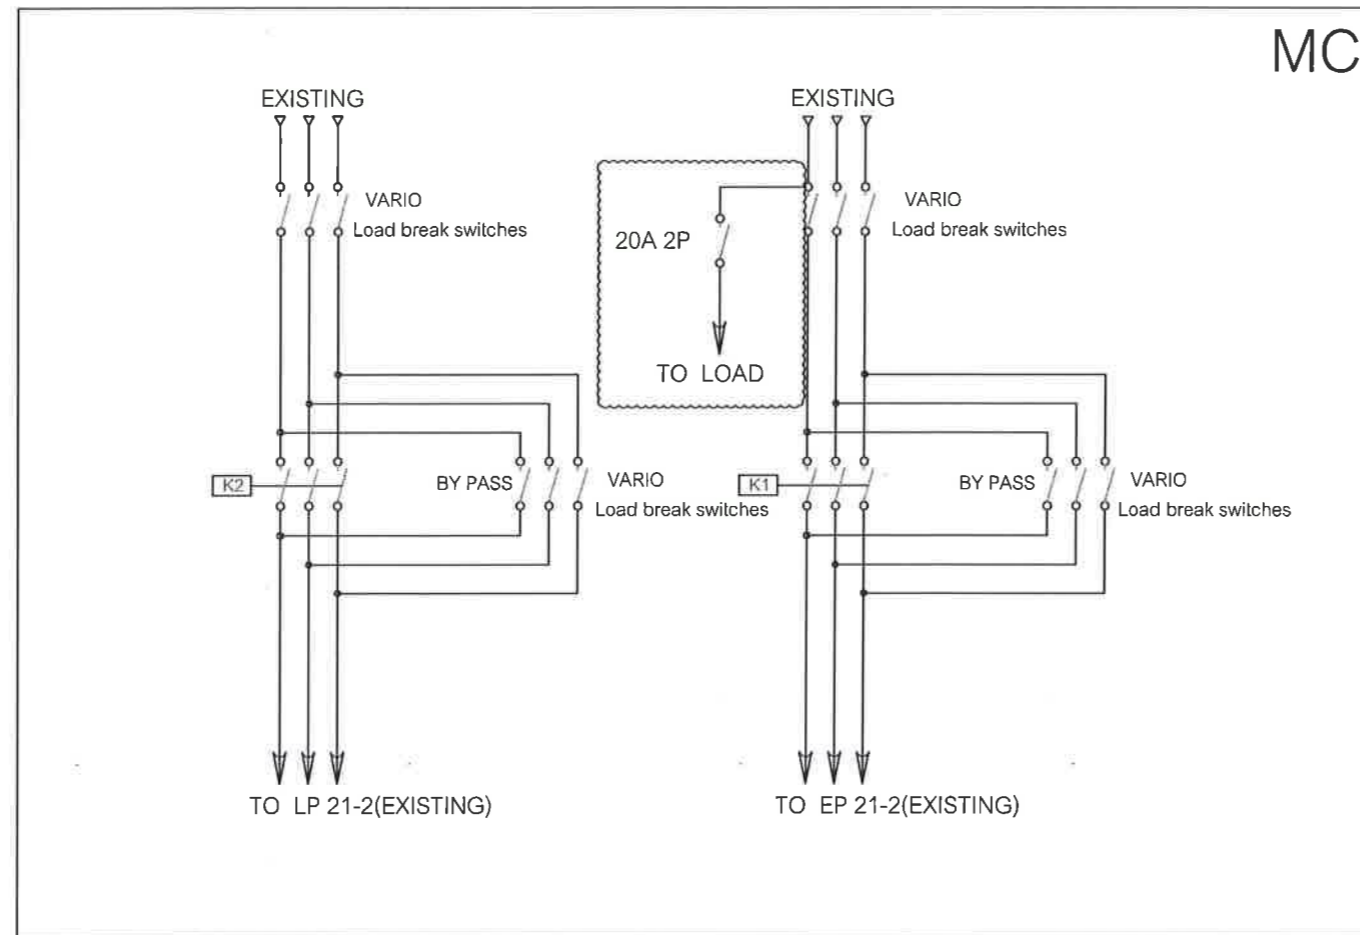 MC
EXISTING
EXISTING
VARIO
Load break switches
20A 2P
VARIO
Load break switches
TO LOAD
K2
BY PASS
VARIO
Load break switches
K1
BY PASS
VARIO
Load break switches
TO LP 21-2(EXISTING)
TO EP 21-2(EXISTING)